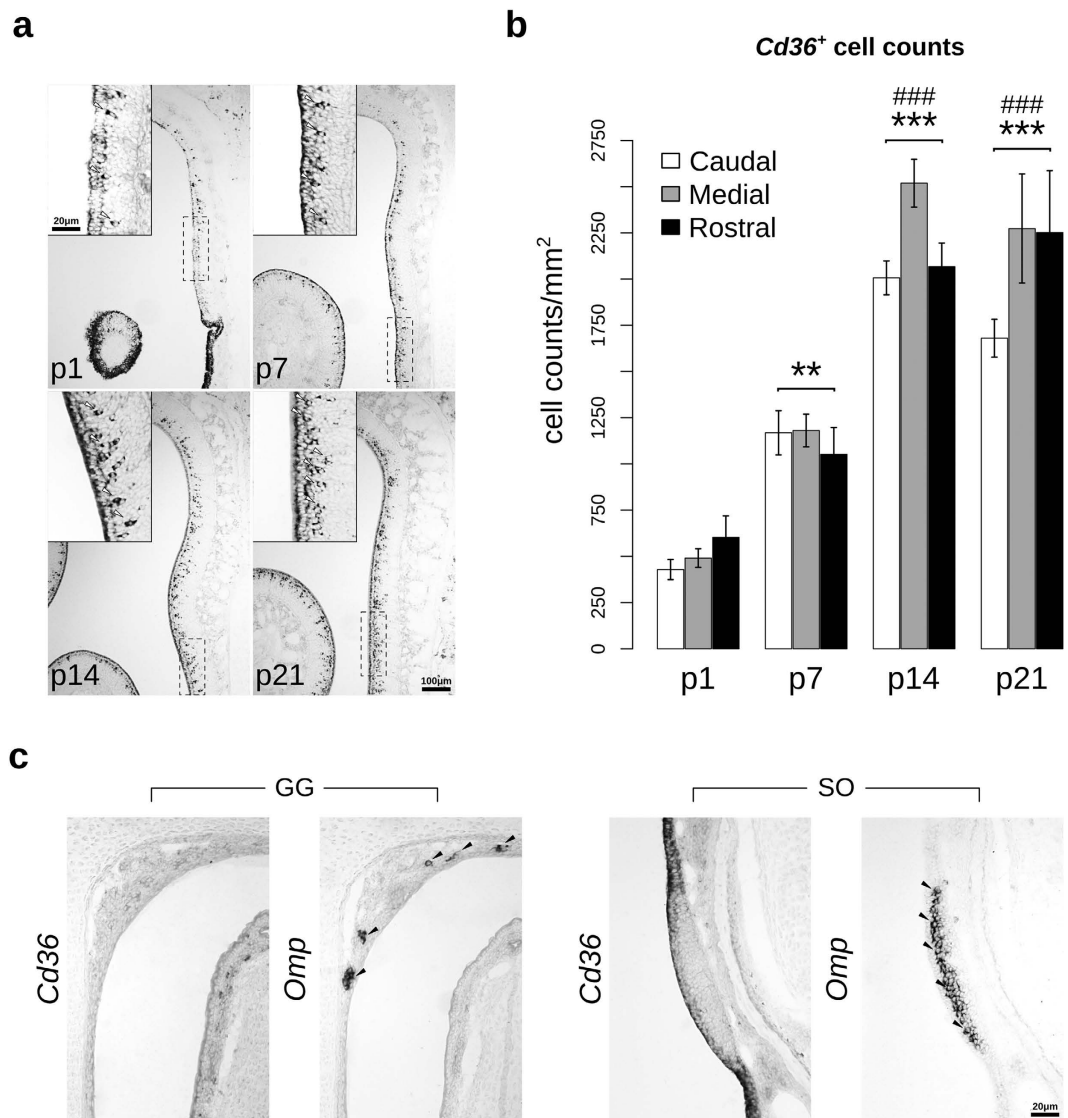 a
20μm
p1
p7
p14
p21
100μm
b
Cd36+ cell counts
cell counts/mm2
0
250
750
1250
1750
2250
2750
Caudal
Medial
Rostral
**
###
***
###
***
p1
p7
p14
p21
c
GG
SO
Cd36
Omp
Cd36
Omp
20μm